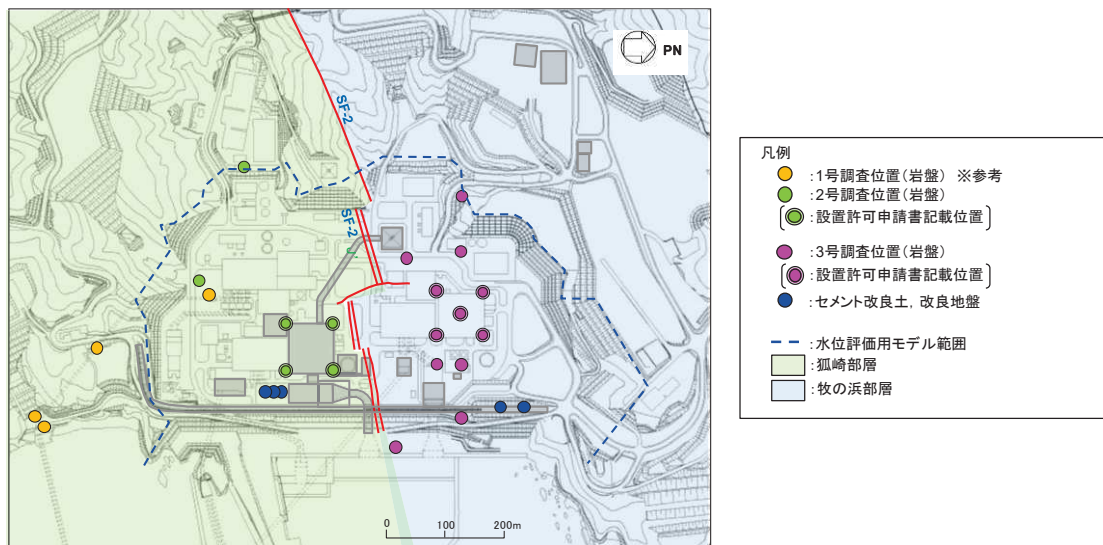 PN
SF-2
SF-2
0 100 200m
凡例
:1号調査位置(岩盤) ※参考
:2号調査位置(岩盤)
:設置許可申請書記載位置
:3号調査位置(岩盤)
:設置許可申請書記載位置
:セメント改良土, 改良地盤
:水位評価用モデル範囲
:狐崎部層
:牧の浜部層